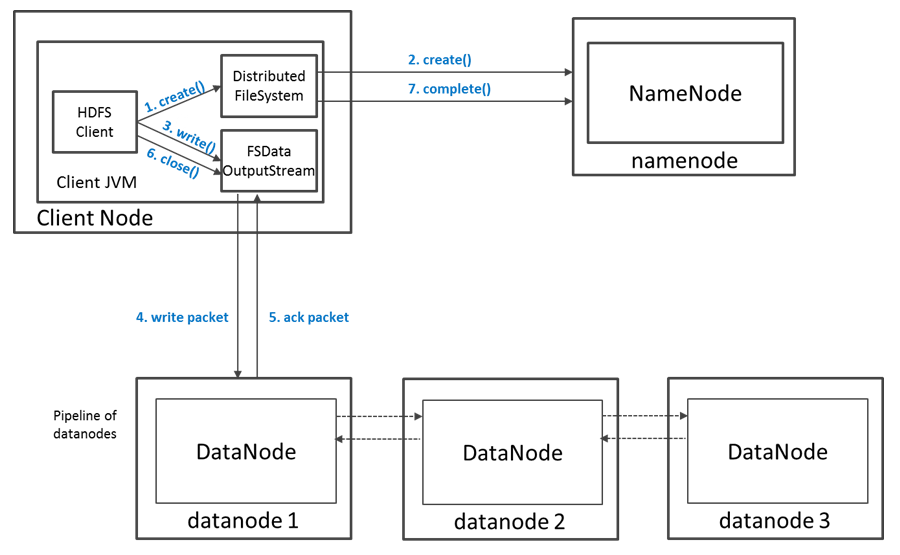 Distributed
FileSystem
HDFS
Client
FSData
OutputStream
1. create()
3. write()
6. close()
Client JVM
Client Node
2. create()
7. complete()
NameNode
namenode
4. write packet
5. ack packet
Pipeline of
datanodes
DataNode
datanode 1
DataNode
datanode 2
DataNode
datanode 3